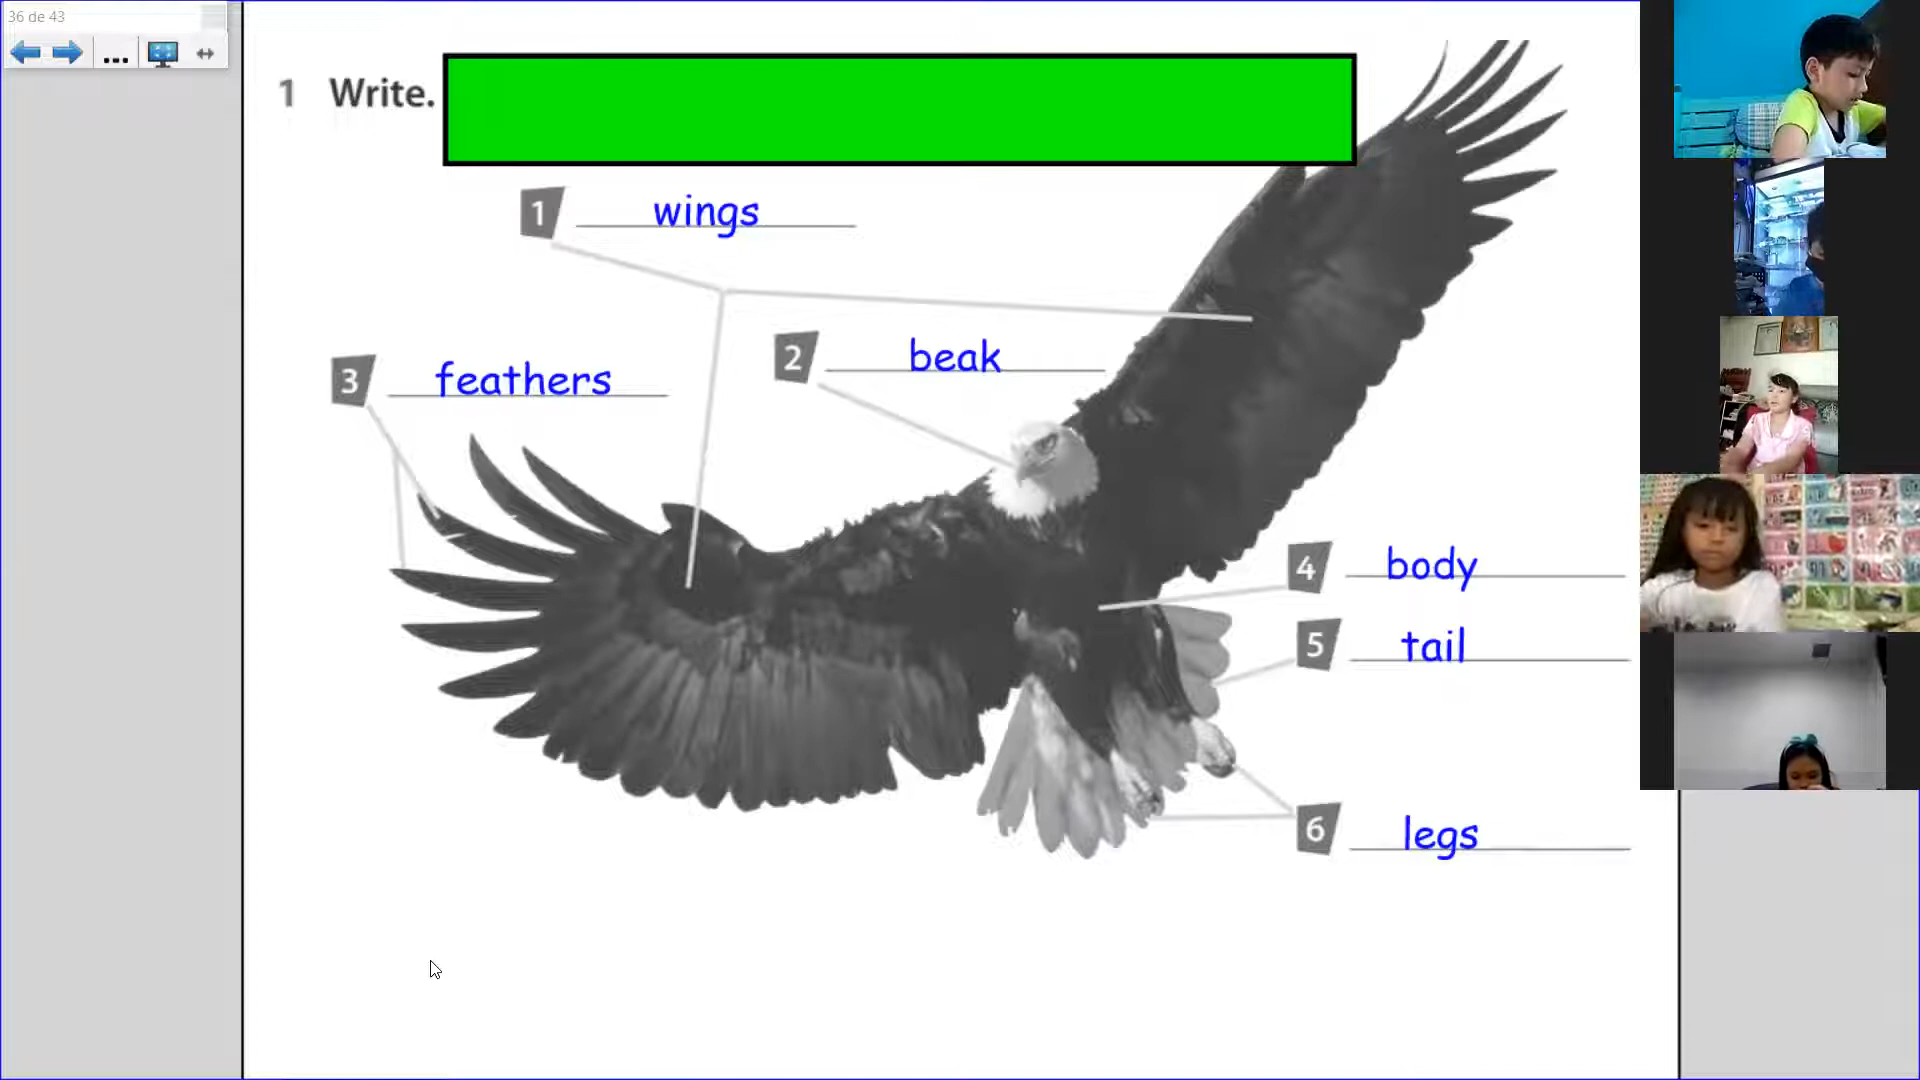 36 de 43
1 Write.
1 wings
2 beak
3 feathers
4 body
5 tail
6 legs